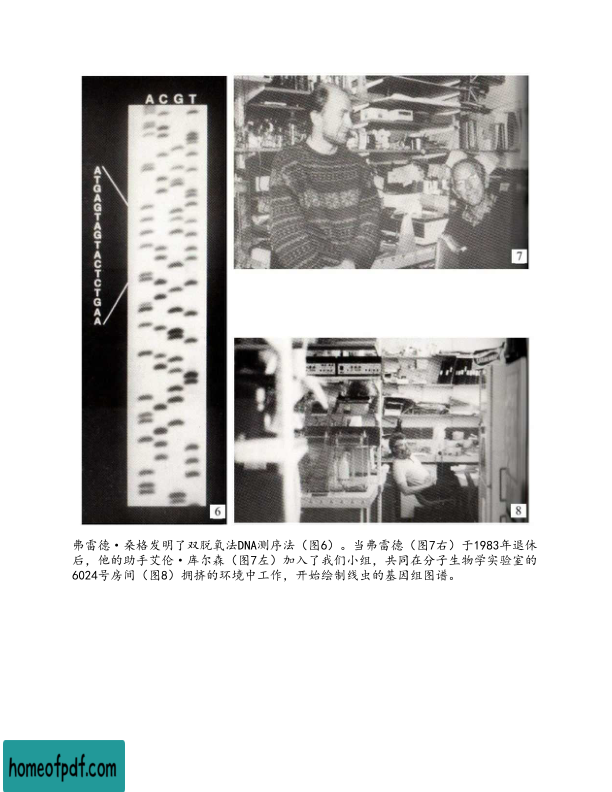 A C G T
ATGAGTAGTACTCTGAA
6
7
8
弗雷德·桑格发明了双脱氧法DNA测序法（图6）。当弗雷德（图7右）于1983年退休
后，他的助手艾伦·库尔森（图7左）加入了我们小组，共同在分子生物学实验室的
6024号房间（图8）拥挤的环境中工作，开始绘制线虫的基因组图谱。
homeofpdf.com